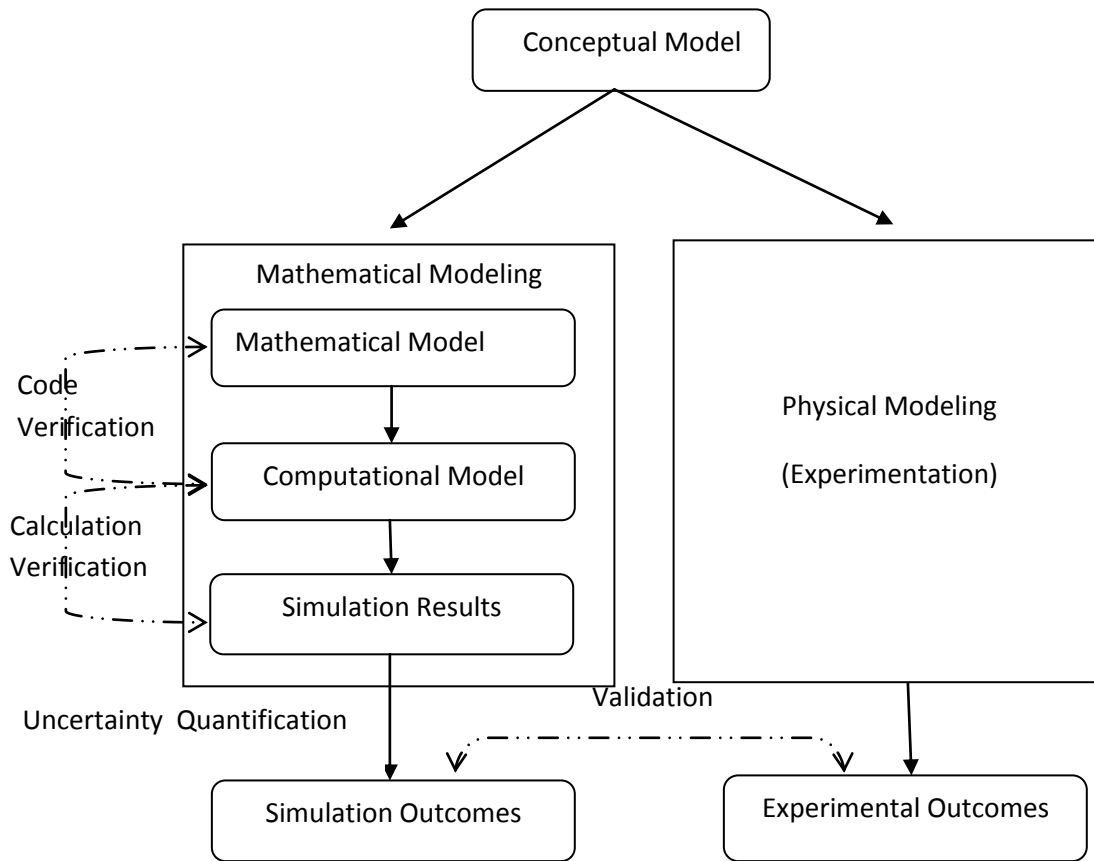 Conceptual Model
Mathematical Modeling
Mathematical Model
Code
Verification
Computational Model
Calculation
Verification
Simulation Results
Physical Modeling
(Experimentation)
Uncertainty Quantification
Validation
Simulation Outcomes
Experimental Outcomes